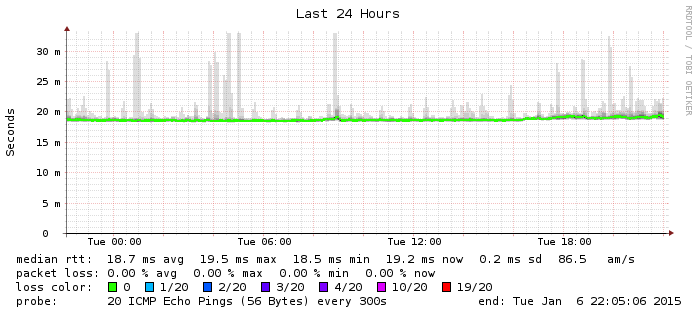 Last 24 Hours
RRDTOOL / TOBI OETIKER
Seconds
30 m
25 m
20 m
15 m
10 m
5 m
0
Tue 00:00 Tue 06:00 Tue 12:00 Tue 18:00
median rtt: 18.7 ms avg 19.5 ms max 18.5 ms min 19.2 ms now 0.2 ms sd 86.5 am/s
packet loss: 0.00 % avg 0.00 % max 0.00 % min 0.00 % now
loss color: 0 1/20 2/20 3/20 4/20 10/20 19/20
probe: 20 ICMP Echo Pings (56 Bytes) every 300s end: Tue Jan 6 22:05:06 2015